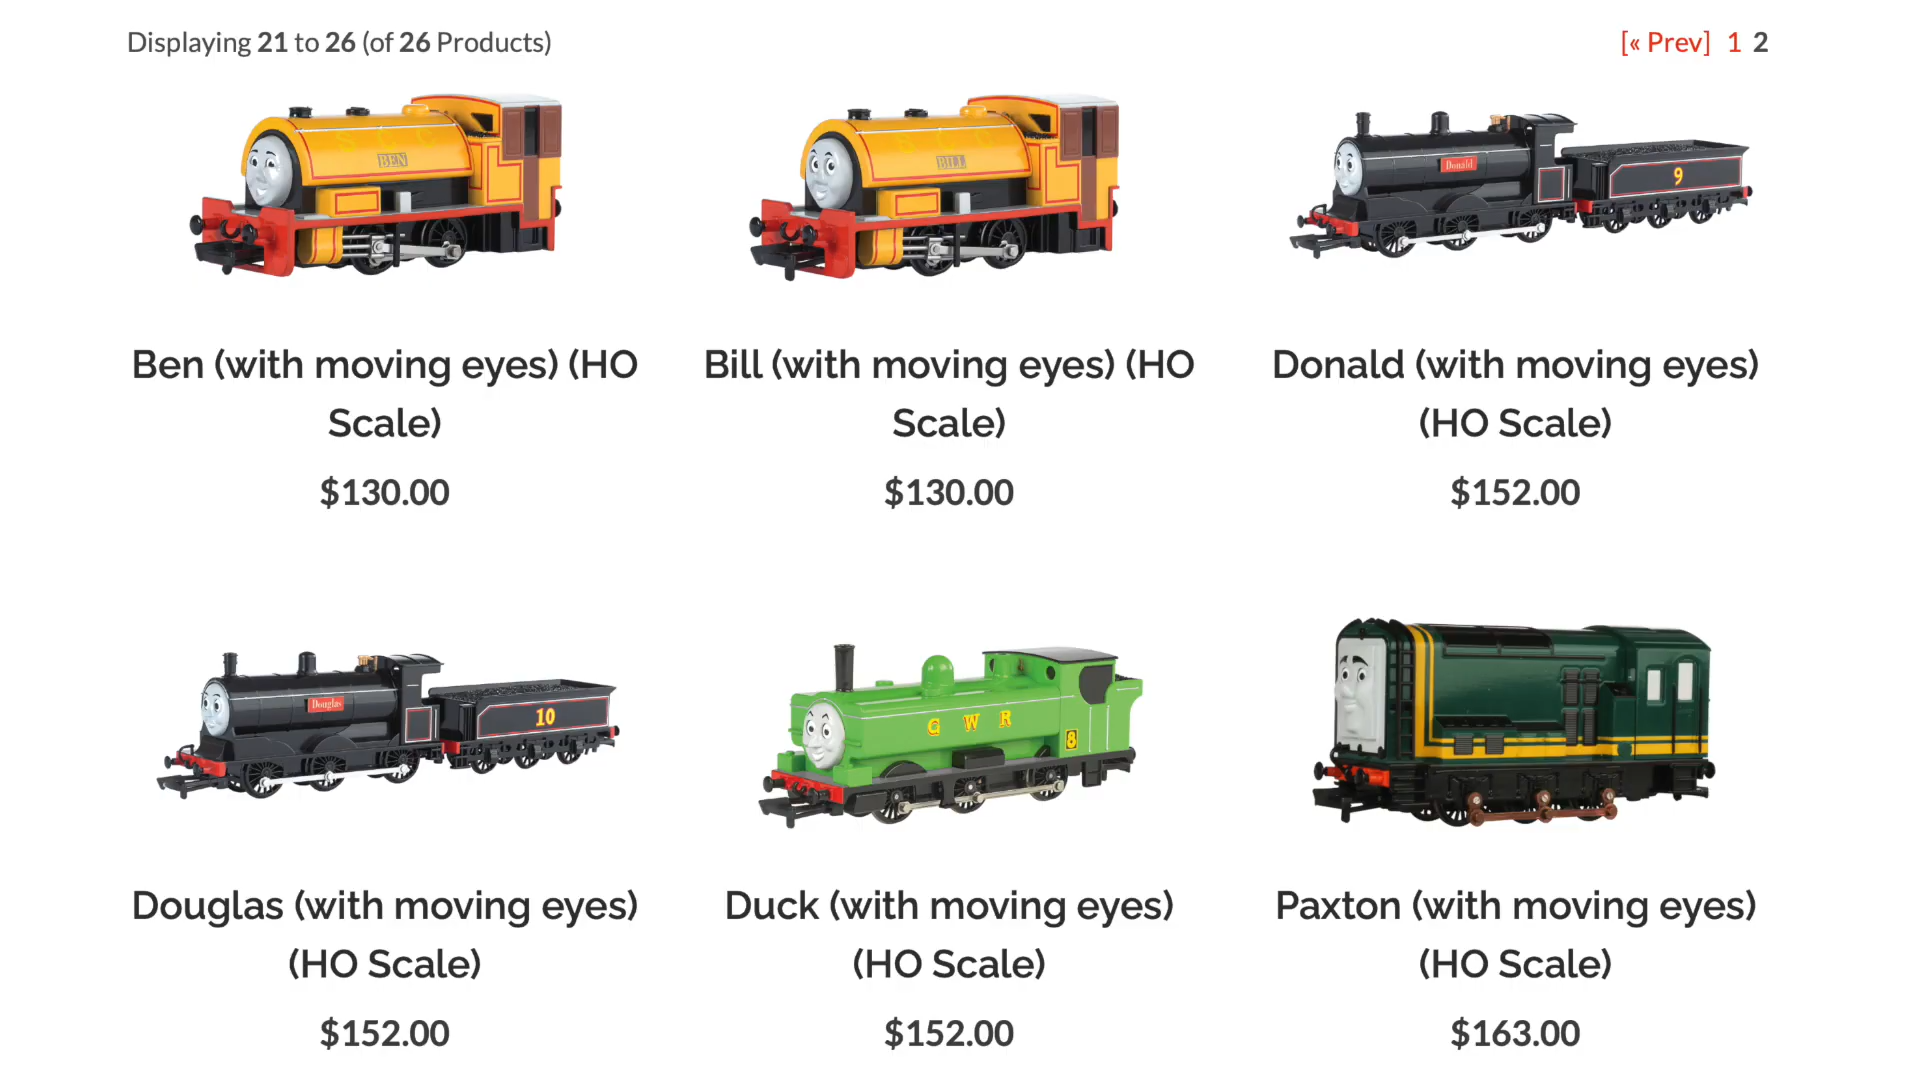 Displaying 21 to 26 (of 26 Products)
[« Prev] 1 2
BEN
BILL
Donald
9
Ben (with moving eyes) (HO
Scale)
$130.00
Bill (with moving eyes) (HO
Scale)
$130.00
Donald (with moving eyes)
(HO Scale)
$152.00
Douglas
10
G W R
8
Douglas (with moving eyes)
(HO Scale)
$152.00
Duck (with moving eyes)
(HO Scale)
$152.00
Paxton (with moving eyes)
(HO Scale)
$163.00